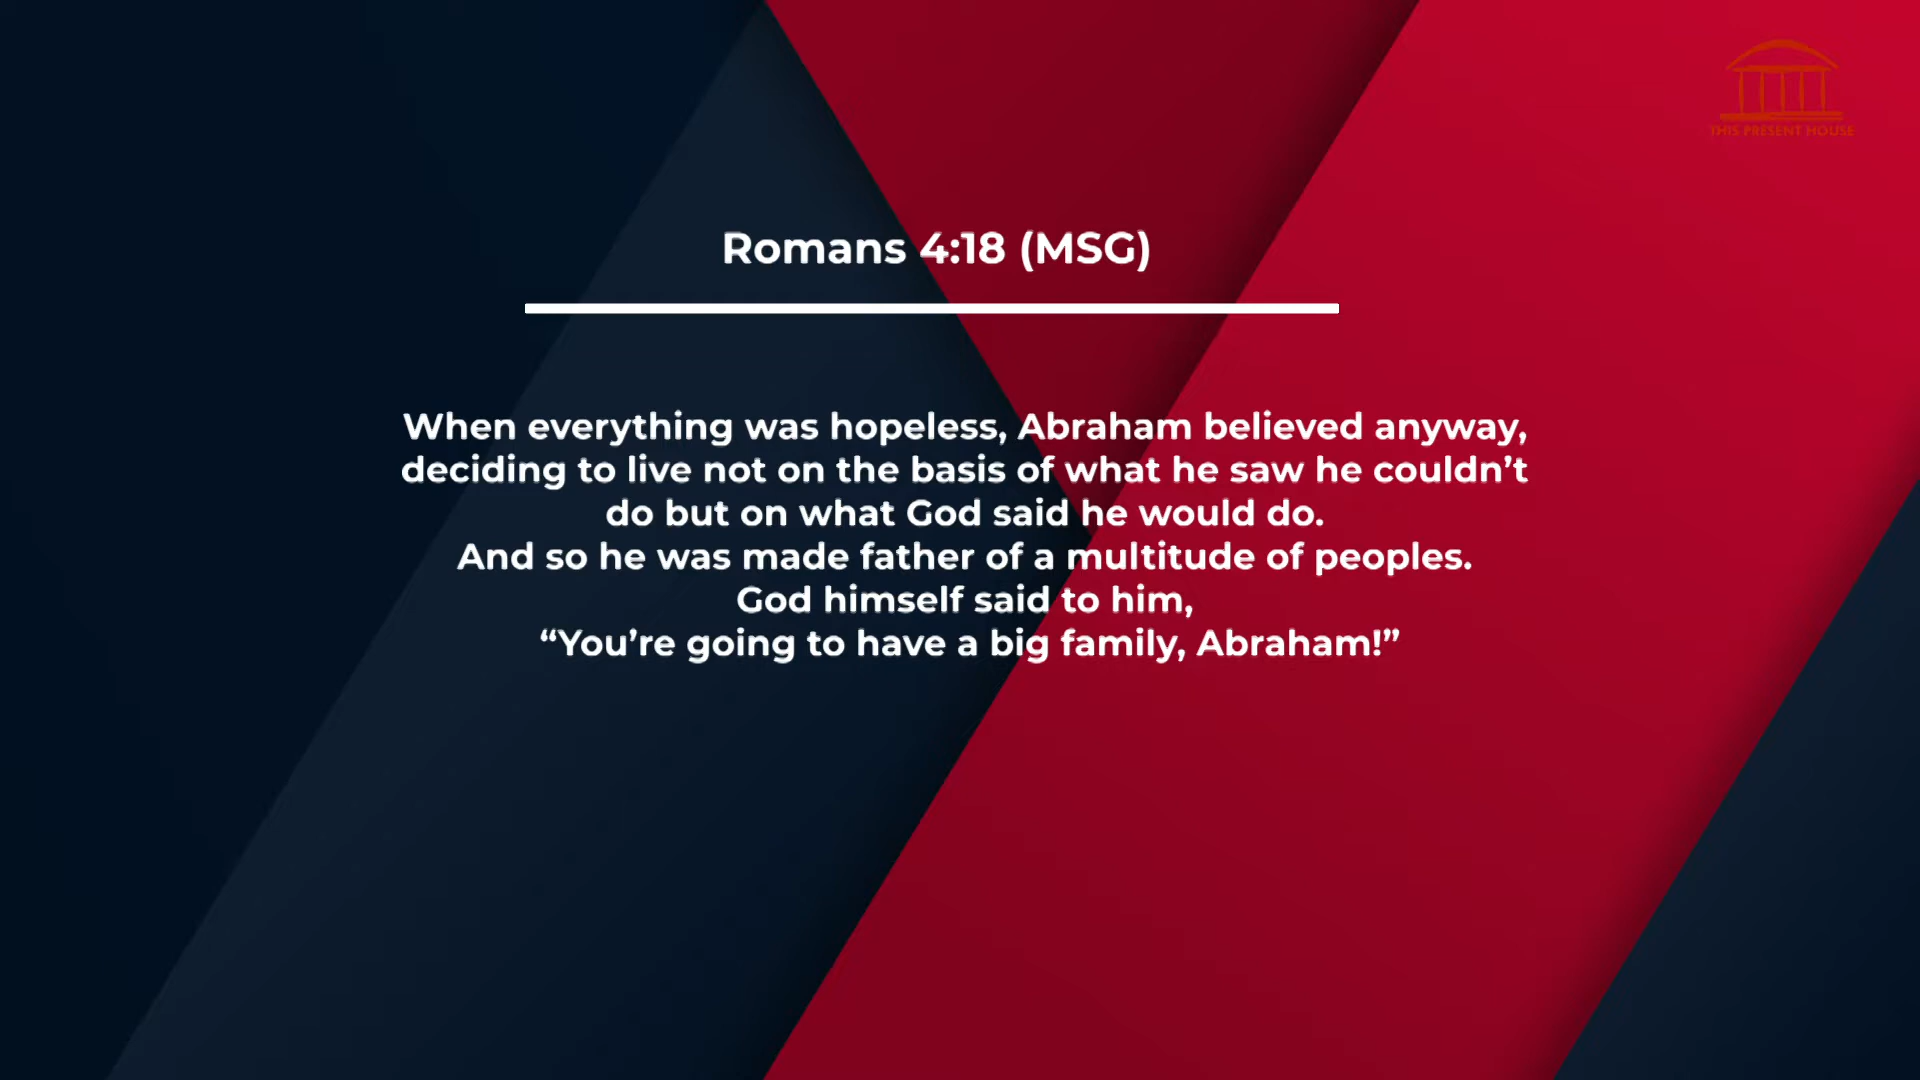 THIS PRESENT HOUSE
Romans 4:18 (MSG)
When everything was hopeless, Abraham believed anyway,
deciding to live not on the basis of what he saw he couldn’t
do but on what God said he would do.
And so he was made father of a multitude of peoples.
God himself said to him,
“You’re going to have a big family, Abraham!”